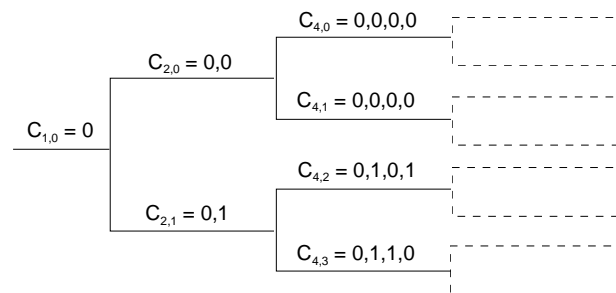 C4,0 = 0,0,0,0
C2,0 = 0,0
C4,1 = 0,0,0,0
C1,0 = 0
C4,2 = 0,1,0,1
C2,1 = 0,1
C4,3 = 0,1,1,0